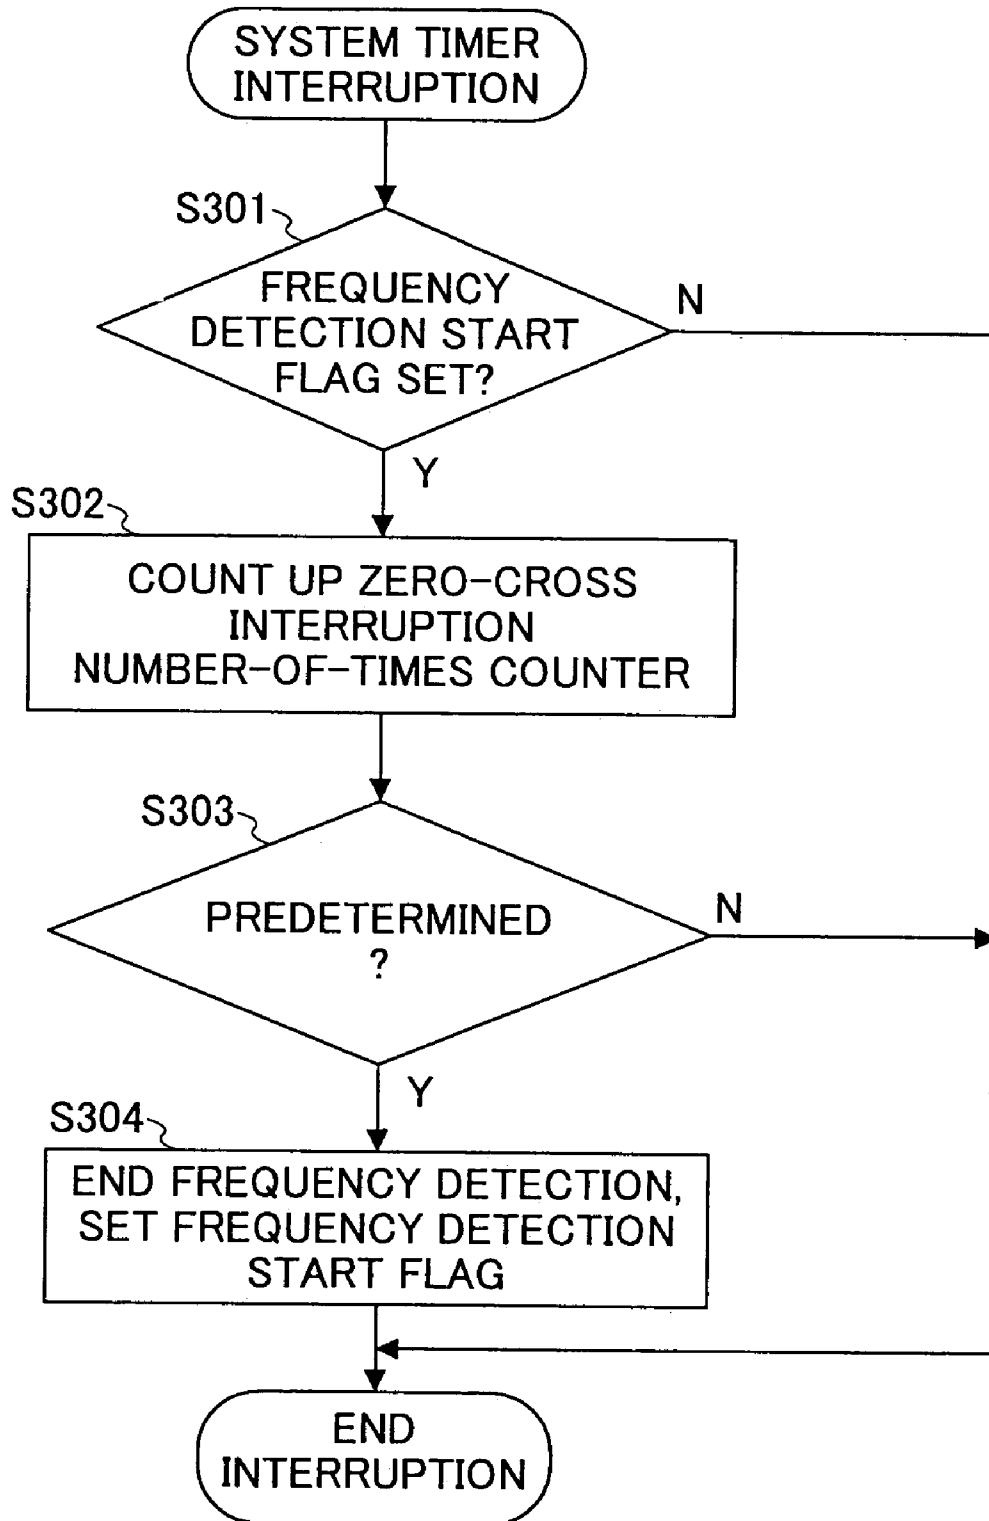 SYSTEM TIMER
INTERRUPTION
S301
FREQUENCY
DETECTION START
FLAG SET?
N
Y
S302
COUNT UP ZERO-CROSS
INTERRUPTION
NUMBER-OF-TIMES COUNTER
S303
PREDETERMINED
?
N
Y
S304
END FREQUENCY DETECTION,
SET FREQUENCY DETECTION
START FLAG
END
INTERRUPTION